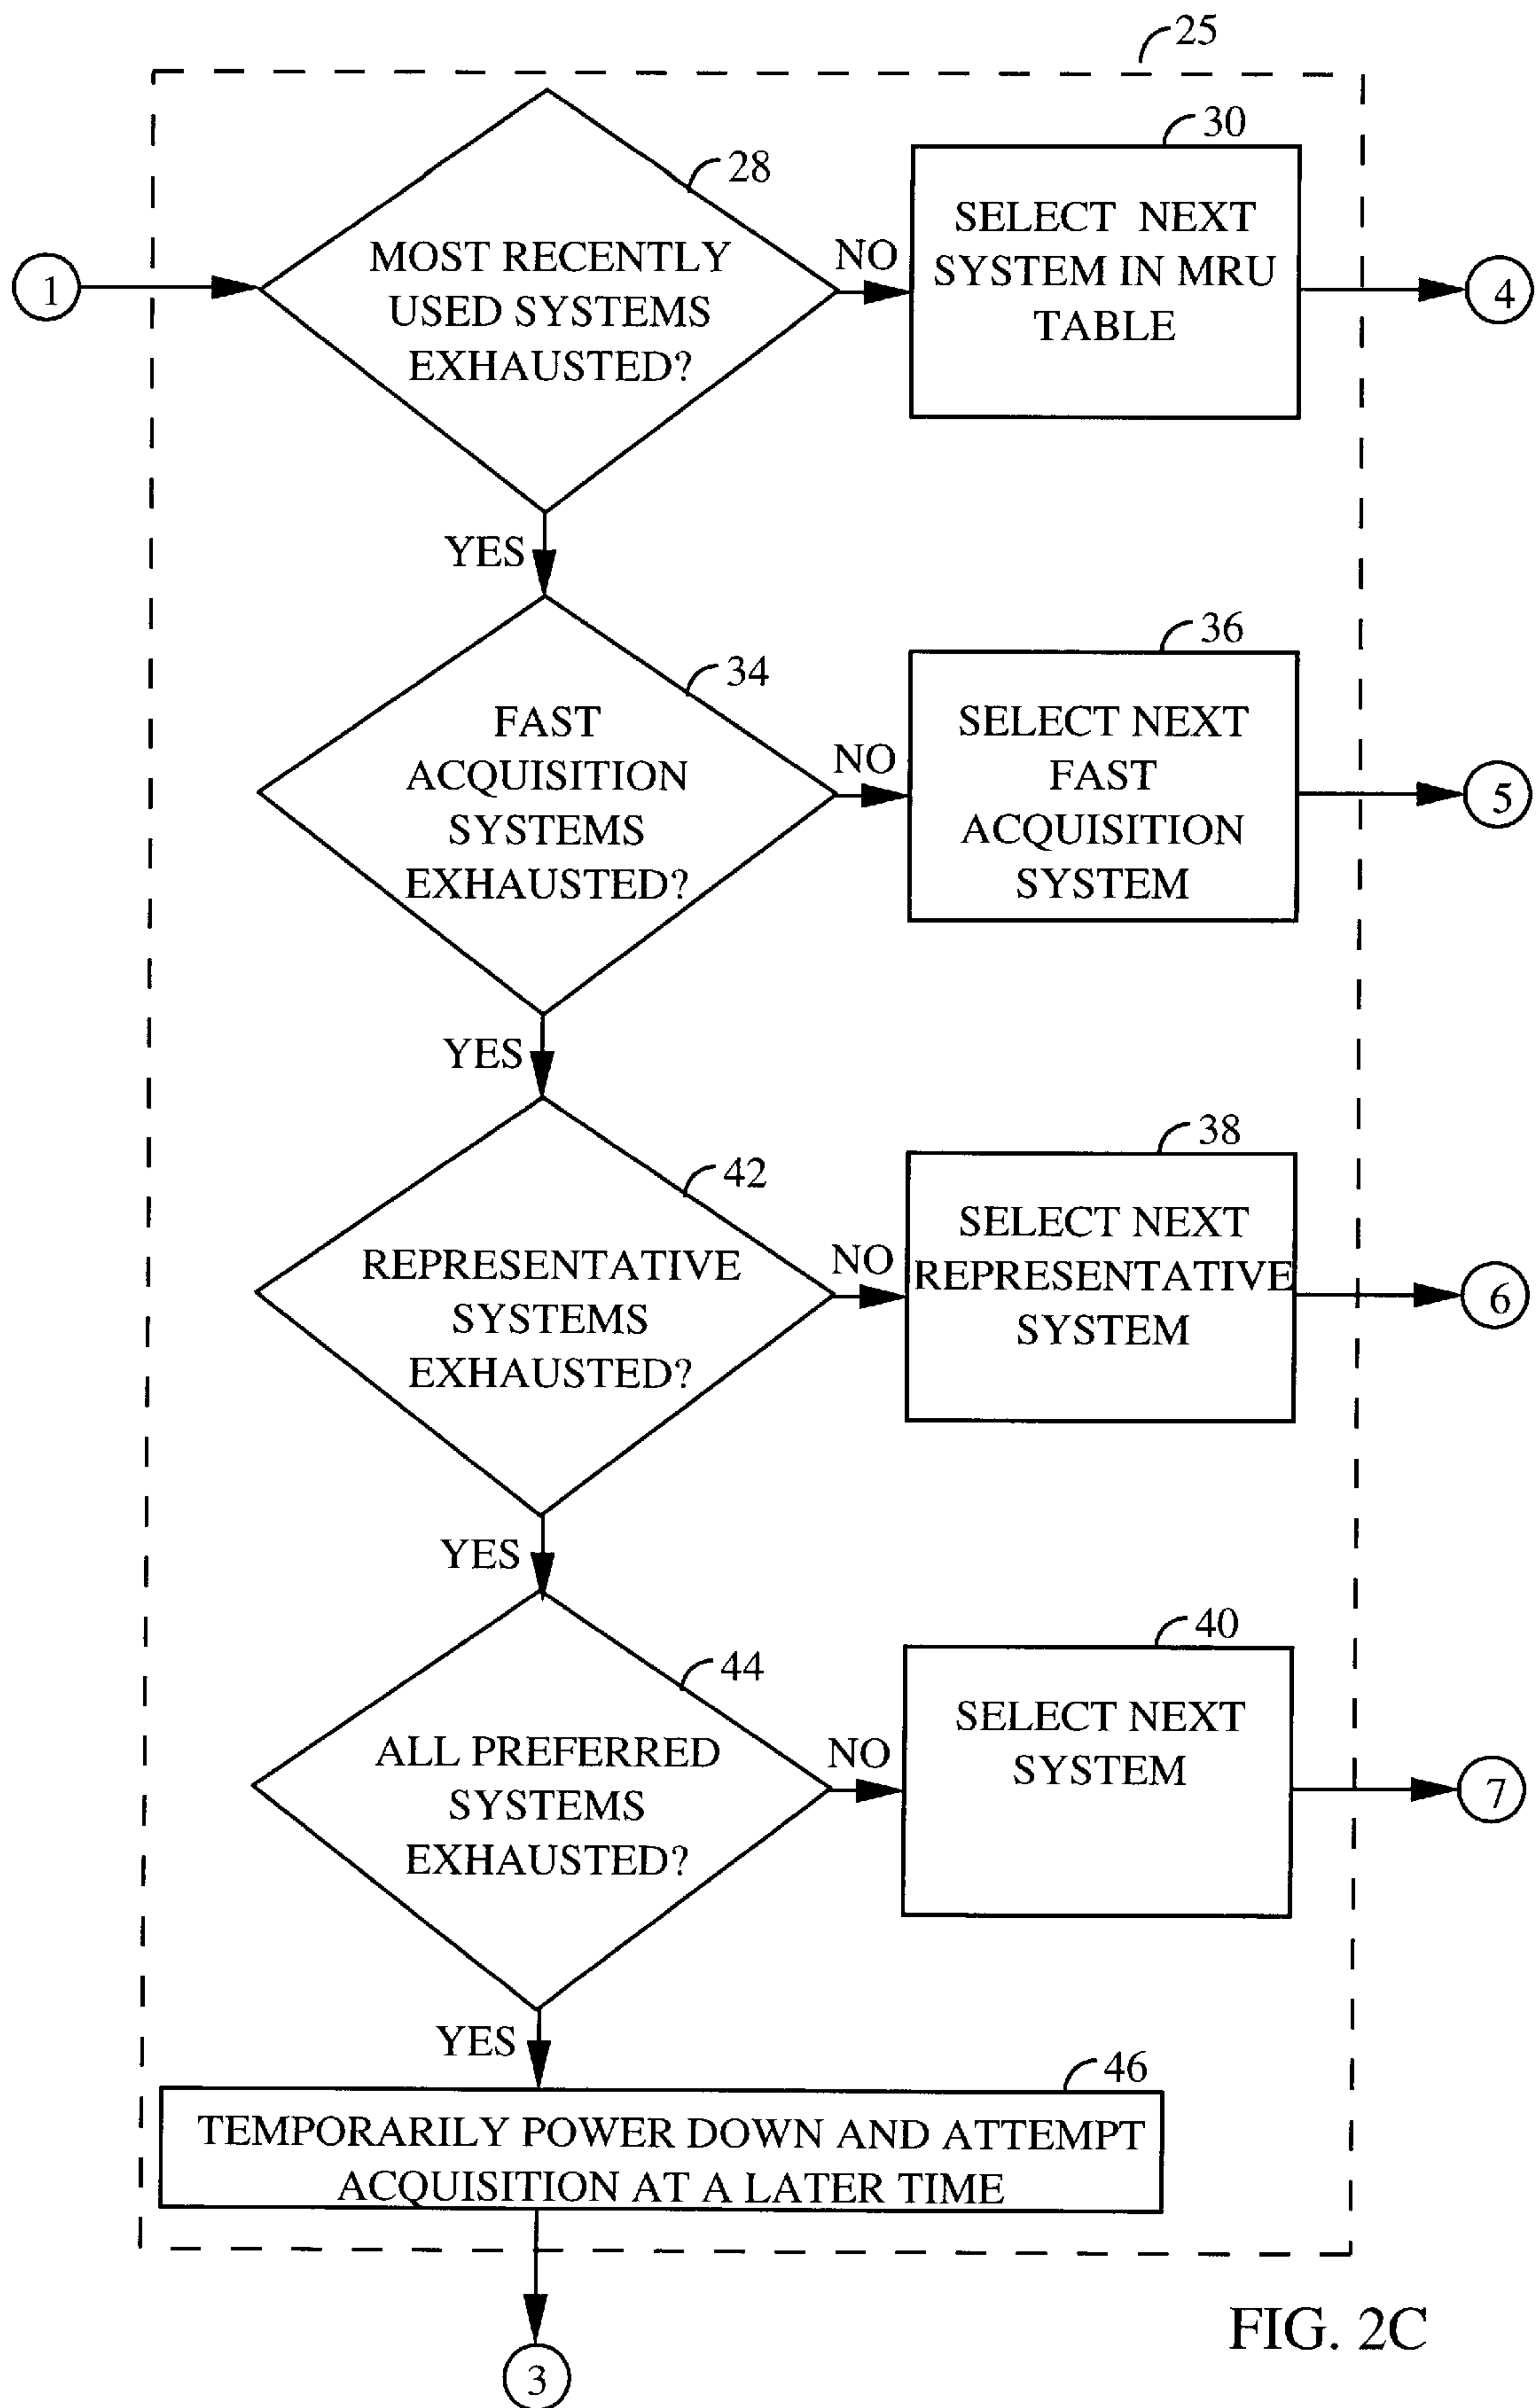 25
28
30
MOST RECENTLY
USED SYSTEMS
EXHAUSTED?
NO
SELECT NEXT
SYSTEM IN MRU
TABLE
1
4
YES
34
36
FAST
ACQUISITION
SYSTEMS
EXHAUSTED?
NO
SELECT NEXT
FAST
ACQUISITION
SYSTEM
5
YES
42
38
REPRESENTATIVE
SYSTEMS
EXHAUSTED?
NO
SELECT NEXT
REPRESENTATIVE
SYSTEM
6
YES
44
40
ALL PREFERRED
SYSTEMS
EXHAUSTED?
NO
SELECT NEXT
SYSTEM
7
YES
46
TEMPORARILY POWER DOWN AND ATTEMPT
ACQUISITION AT A LATER TIME
3
FIG. 2C